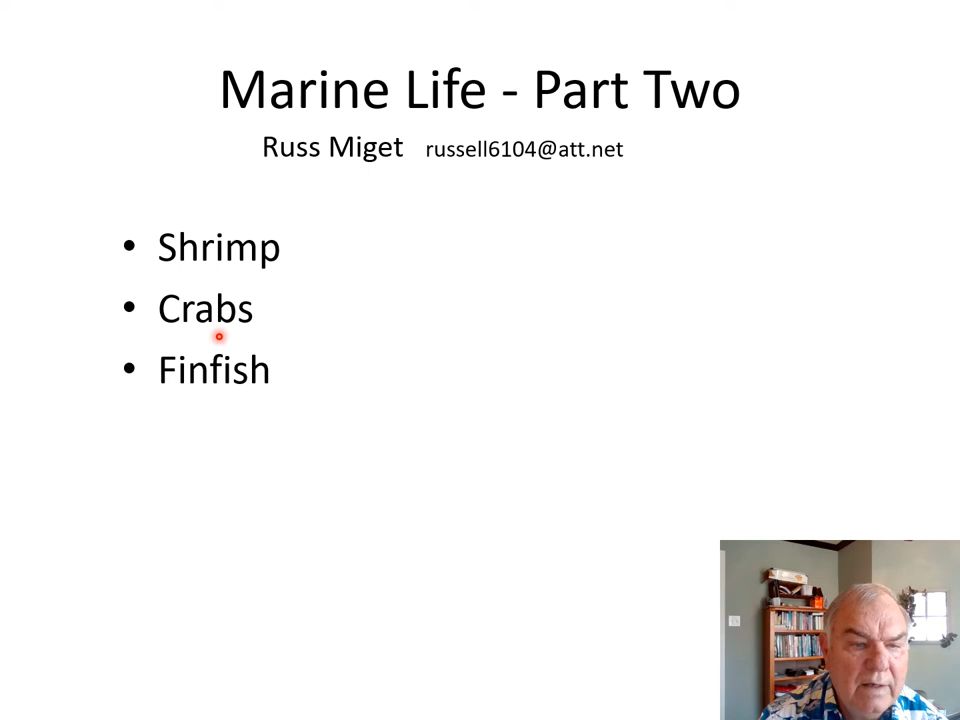 Marine Life - Part Two
Russ Miget russell6104@att.net
• Shrimp
• Crabs
• Finfish